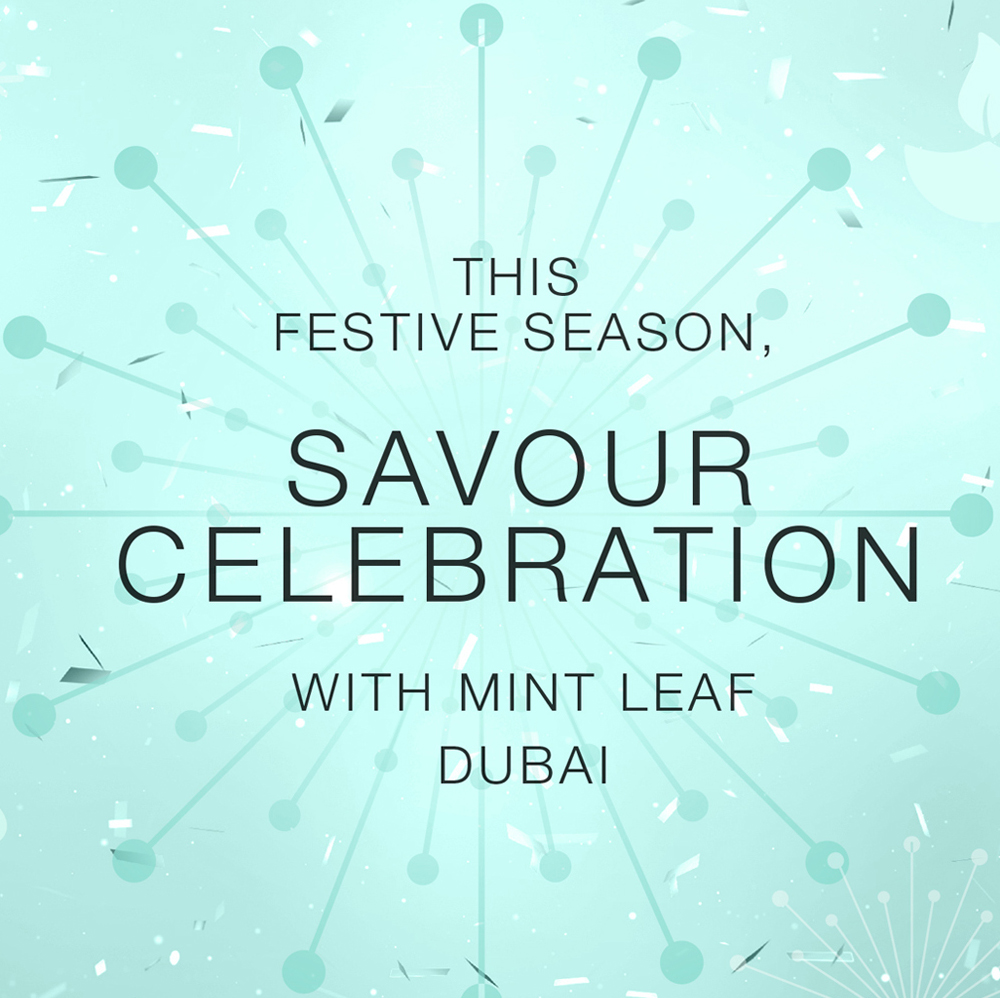 THIS
FESTIVE SEASON,
SAVOUR
CELEBRATION
WITH MINT LEAF
DUBAI